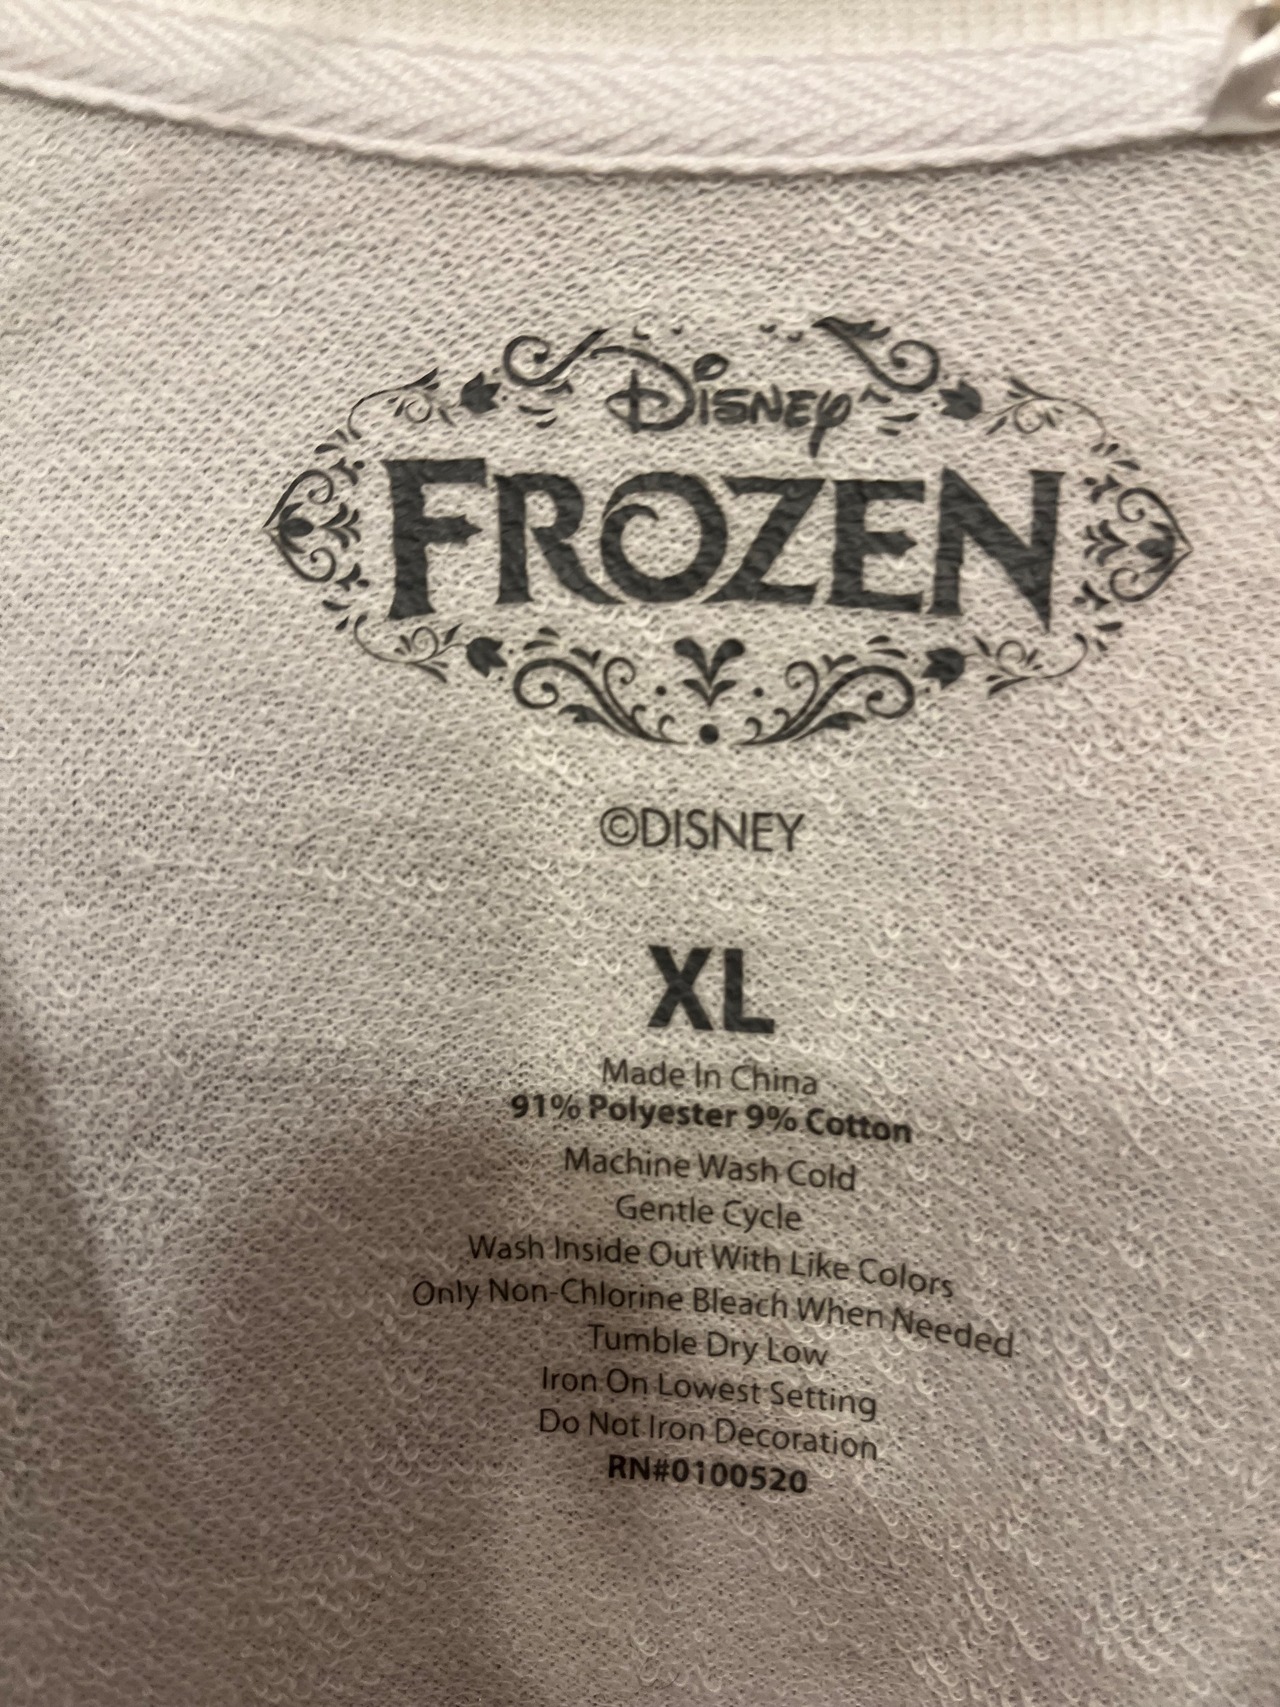 Disney
FROZEN
©DISNEY
XL
Made In China
91% Polyester 9% Cotton
Machine Wash Cold
Gentle Cycle
Wash Inside Out With Like Colors
Only Non-Chlorine Bleach When Needed
Tumble Dry Low
Iron On Lowest Setting
Do Not Iron Decoration
RN#0100520